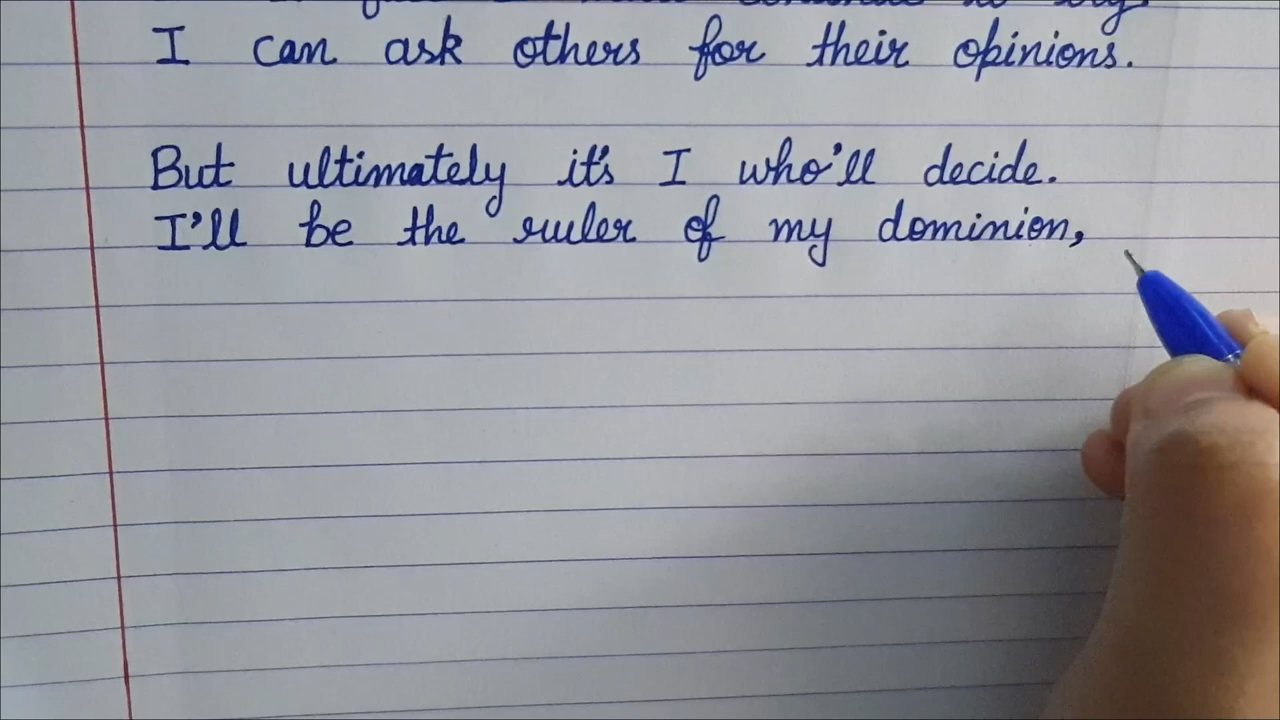 I can ask others for their opinions.
But ultimately it's I who'll decide.
I'll be the ruler of my dominion,